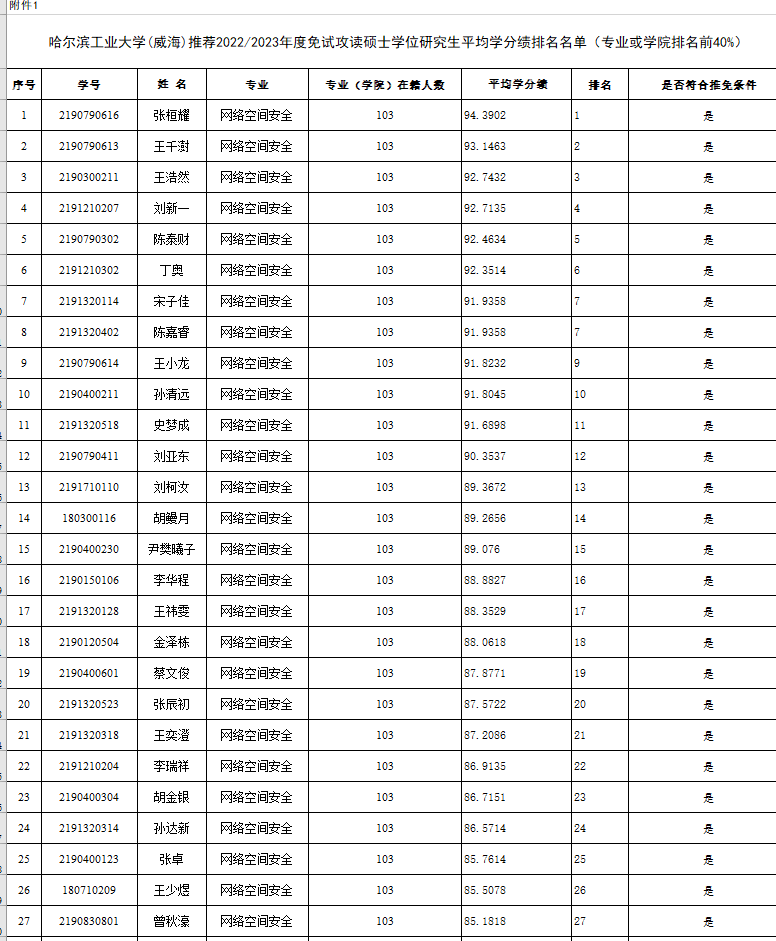 附件1
哈尔滨工业大学(威海)推荐2022/2023年度免试攻读硕士学位研究生平均学分绩排名名单（专业或学院排名前40%）
序号 学号 姓 名 专业 专业（学院）在籍人数 平均学分绩 排名 是否符合推免条件
1 2190790616 张桓耀 网络空间安全 103 94.3902 1 是
2 2190790613 王千澍 网络空间安全 103 93.1463 2 是
3 2190300211 王浩然 网络空间安全 103 92.7432 3 是
4 2191210207 刘新一 网络空间安全 103 92.7135 4 是
5 2190790302 陈泰财 网络空间安全 103 92.4634 5 是
6 2191210302 丁奥 网络空间安全 103 92.3514 6 是
7 2191320114 宋子佳 网络空间安全 103 91.9358 7 是
8 2191320402 陈嘉睿 网络空间安全 103 91.9358 7 是
9 2190790614 王小龙 网络空间安全 103 91.8232 9 是
10 2190400211 孙清远 网络空间安全 103 91.8045 10 是
11 2191320518 史梦成 网络空间安全 103 91.6898 11 是
12 2190790411 刘亚东 网络空间安全 103 90.3537 12 是
13 2191710110 刘柯汝 网络空间安全 103 89.3672 13 是
14 180300116 胡鳗月 网络空间安全 103 89.2656 14 是
15 2190400230 尹樊曦子 网络空间安全 103 89.076 15 是
16 2190150106 李华程 网络空间安全 103 88.8827 16 是
17 2191320128 王祎雯 网络空间安全 103 88.3529 17 是
18 2190120504 金泽栋 网络空间安全 103 88.0618 18 是
19 2190400601 蔡文俊 网络空间安全 103 87.8771 19 是
20 2191320523 张辰初 网络空间安全 103 87.5722 20 是
21 2191320318 王奕澄 网络空间安全 103 87.2086 21 是
22 2191210204 李瑞祥 网络空间安全 103 86.9135 22 是
23 2190400304 胡金银 网络空间安全 103 86.7151 23 是
24 2191320314 孙达新 网络空间安全 103 86.5714 24 是
25 2190400123 张卓 网络空间安全 103 85.7614 25 是
26 180710209 王少煜 网络空间安全 103 85.5078 26 是
27 2190830801 曾秋濠 网络空间安全 103 85.1818 27 是